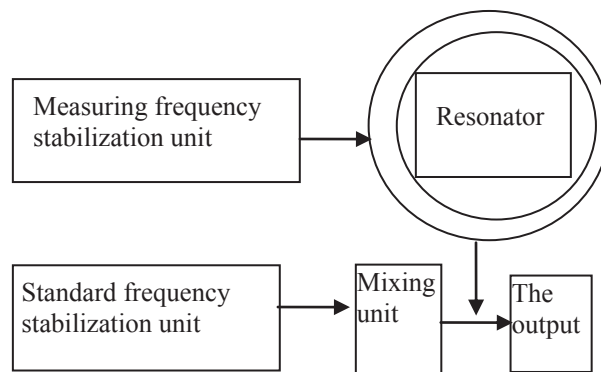 Measuring frequency
stabilization unit
Resonator
Standard frequency
stabilization unit
Mixing
unit
The
output